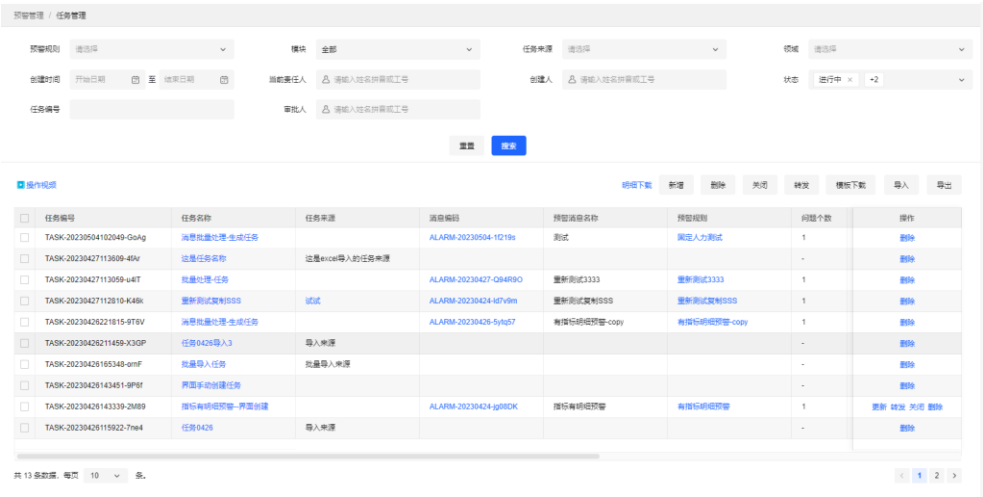 预警管理 / 任务管理
预警规则 请选择 模块 全部 任务来源 请选择 领域 请选择
创建时间 开始日期 至 结束日期 当前责任人 请输入姓名拼音或工号 创建人 请输入姓名拼音或工号 状态 进行中 × +2
任务编号 审批人 请输入姓名拼音或工号
重置 搜索
操作视频 明细下载 新增 删除 关闭 转发 模板下载 导入 导出
任务编号 任务名称 任务来源 消息编码 预警消息名称 预警规则 问题个数 操作
TASK-20230504102049-GoAg 消息批量处理-生成任务 ALARM-20230504-1f219s 测试 固定人力测试 1 删除
TASK-20230427113609-4fAr 这是任务名称 这是excel导入的任务来源 - 删除
TASK-20230427113059-u4lT 批量处理-任务 ALARM-20230427-Q94R9O 重新测试3333 重新测试3333 1 删除
TASK-20230427112810-K46k 重新测试复制SSS 试试 ALARM-20230424-Id7v9m 重新测试复制SSS 重新测试复制SSS 1 删除
TASK-20230426221815-9T6V 消息批量处理-生成任务 ALARM-20230426-5ytq57 有指标明细预警-copy 有指标明细预警-copy 1 删除
TASK-20230426211459-X3GP 任务0426导入3 导入来源 - 删除
TASK-20230426165348-ornF 批量导入任务 批量导入来源 - 删除
TASK-20230426143451-9P6f 界面手动创建任务 - 删除
TASK-20230426143339-2M89 指标有明细预警--界面创建 ALARM-20230424-jg08DK 指标有明细预警 有指标明细预警 1 更新 转发 关闭 删除
TASK-20230426115922-7ne4 任务0426 导入来源 - 删除
共 13 条数据, 每页 10 条。 < 1 2 >